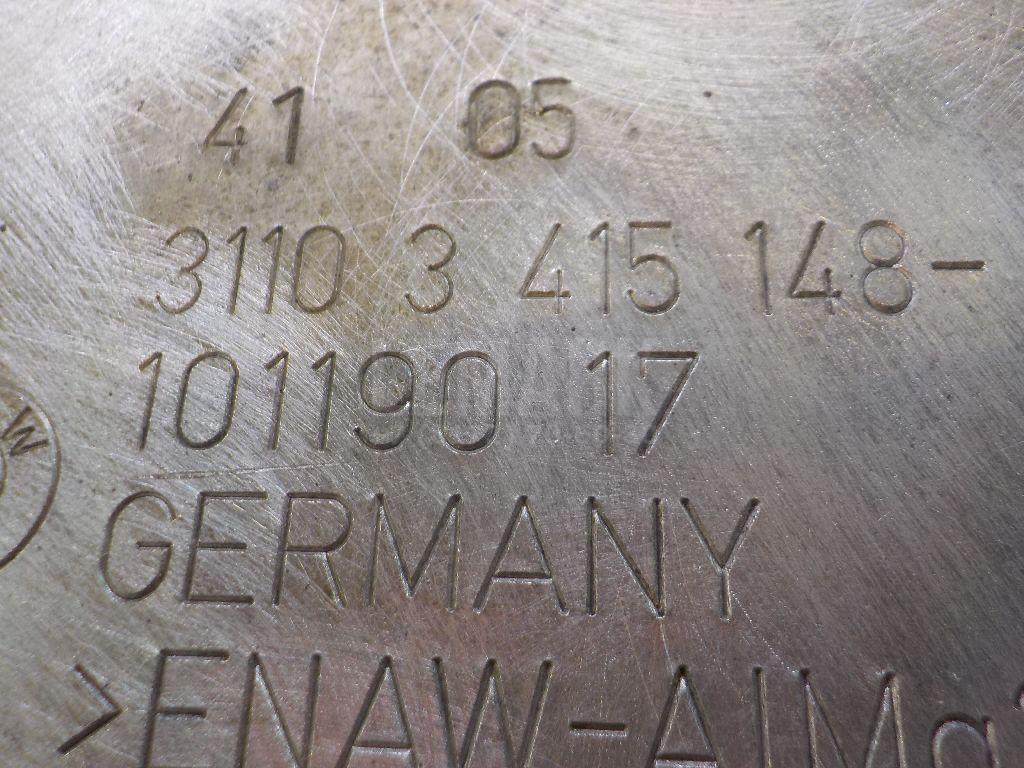 41 05
3110 3 415 148-
101190 17
GERMANY
W
>ENAW-AlMg